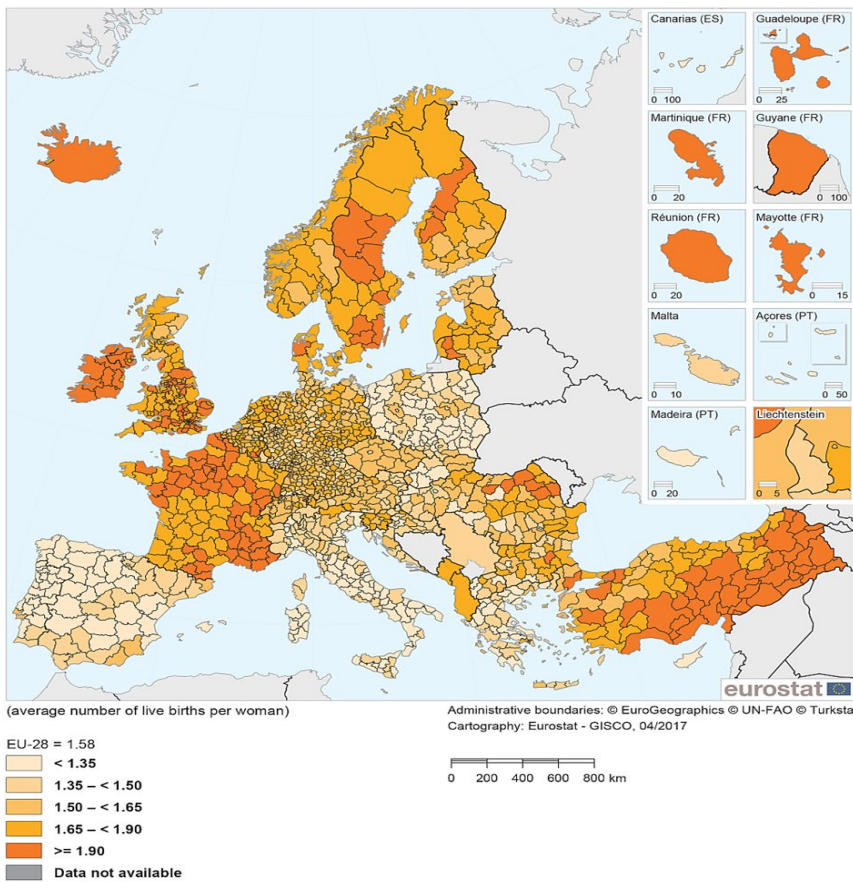 Canarias (ES)
0 100
Guadeloupe (FR)
0 25
Martinique (FR)
0 20
Guyane (FR)
0 100
Réunion (FR)
0 20
Mayotte (FR)
0 15
Malta
0 10
Açores (PT)
0 50
Madeira (PT)
0 20
Liechtenstein
0 5
eurostat
(average number of live births per woman)
Administrative boundaries: © EuroGeographics © UN-FAO © Turksta
Cartography: Eurostat - GISCO, 04/2017
EU-28 = 1.58
< 1.35
1.35 – < 1.50
1.50 – < 1.65
1.65 – < 1.90
>= 1.90
Data not available
0 200 400 600 800 km